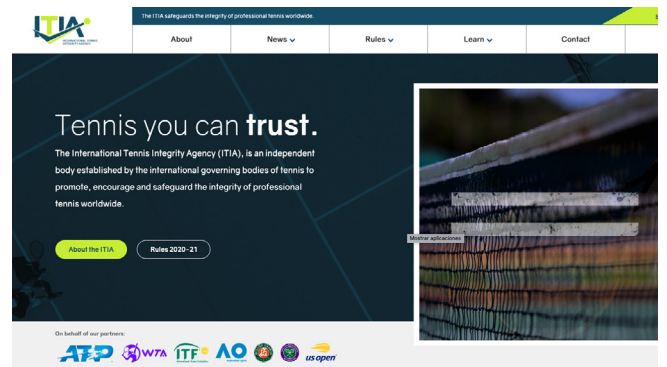 The ITIA safeguards the integrity of professional tennis worldwide.
ITIA
INTERNATIONAL TENNIS
INTEGRITY AGENCY
About
News
Rules
Learn
Contact
Tennis you can trust.
The International Tennis Integrity Agency (ITIA), is an independent
body established by the international governing bodies of tennis to
promote, encourage and safeguard the integrity of professional
tennis worldwide.
Mostrar aplicaciones
About the ITIA
Rules 2020-21
On behalf of our partners:
ATP
WTA
ITF
AO
us open